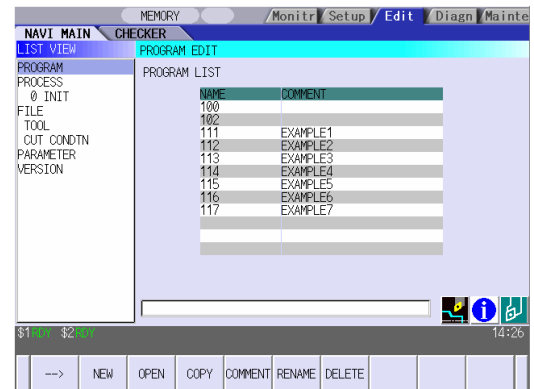 MEMORY Monitr Setup Edit Diagn Mainte
NAVI MAIN CHECKER
LIST VIEW PROGRAM EDIT
PROGRAM
PROCESS
0 INIT
FILE
TOOL
CUT CONDTN
PARAMETER
VERSION
PROGRAM LIST
NAME COMMENT
100
102
111 EXAMPLE1
112 EXAMPLE2
113 EXAMPLE3
114 EXAMPLE4
115 EXAMPLE5
116 EXAMPLE6
117 EXAMPLE7
$1RDY $2RDY 14:26
--> NEW OPEN COPY COMMENT RENAME DELETE